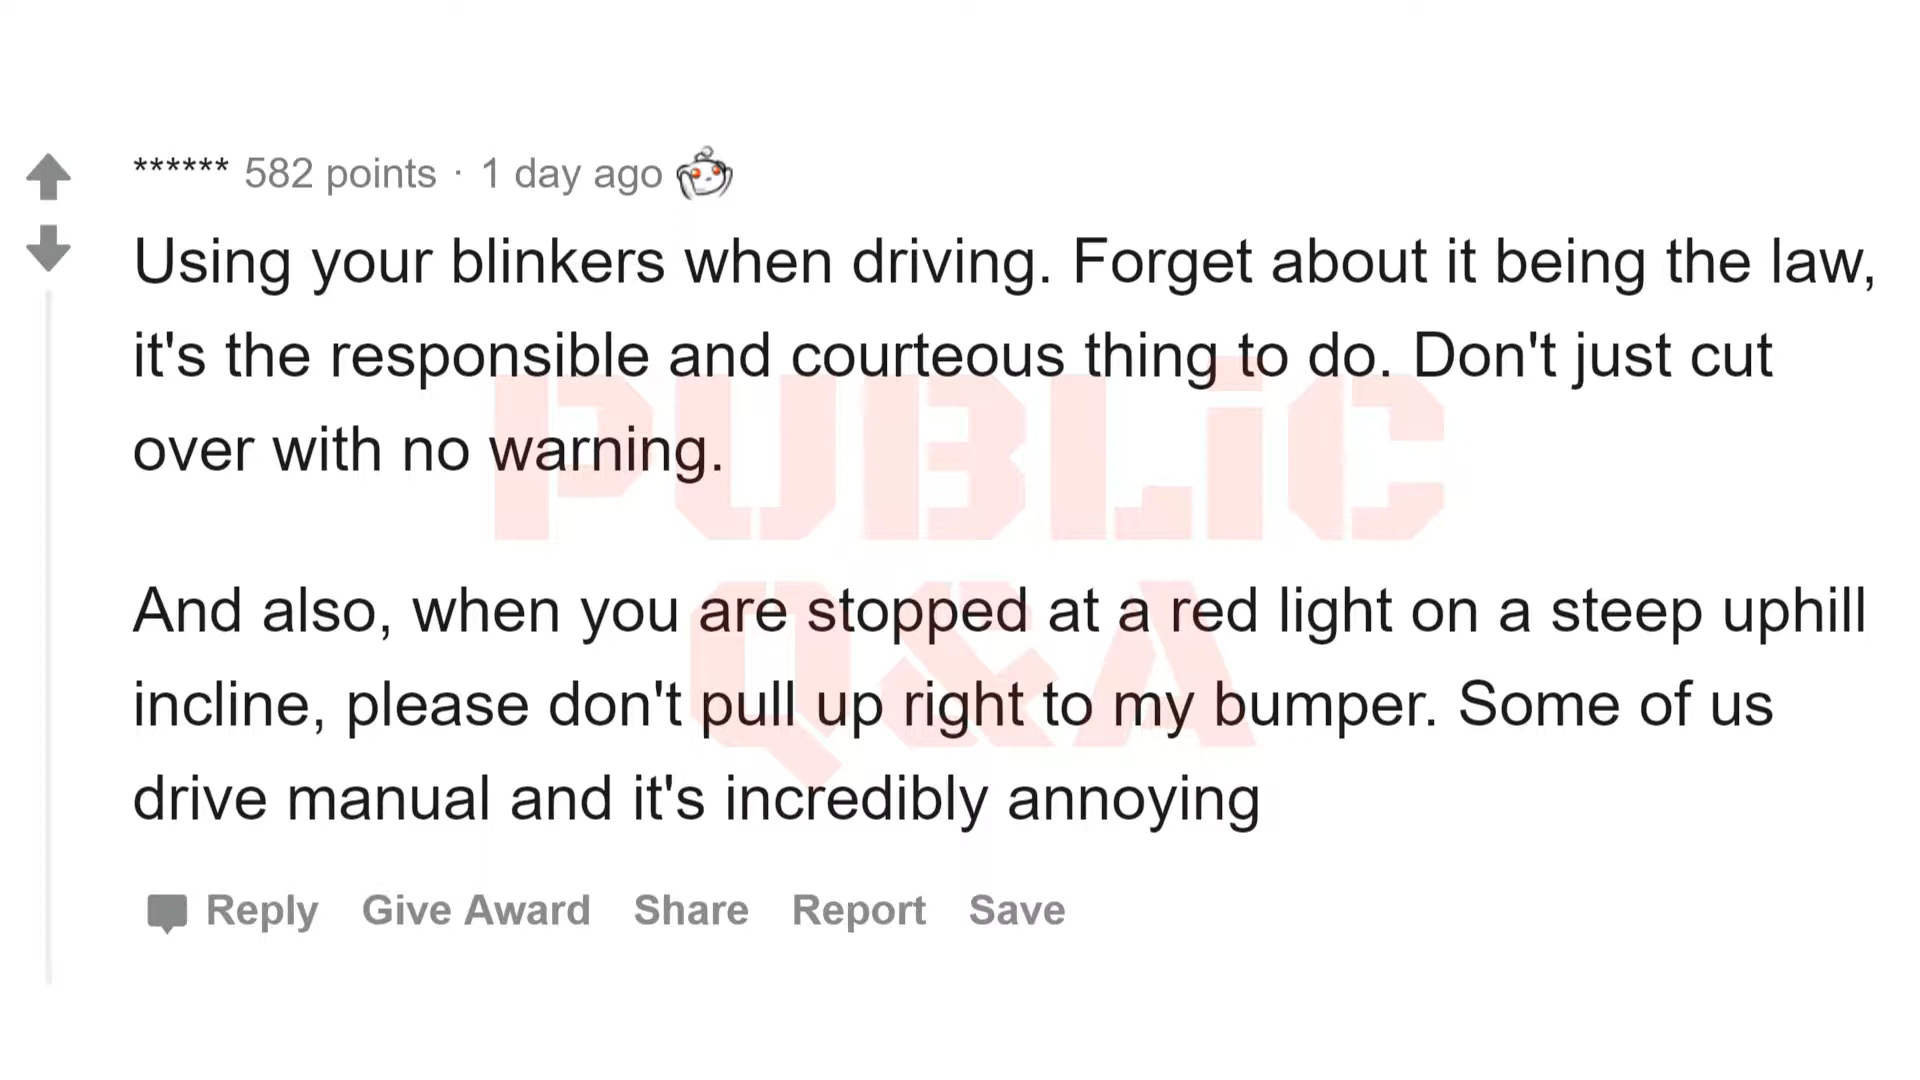 ****** 582 points · 1 day ago
Using your blinkers when driving. Forget about it being the law,
it's the responsible and courteous thing to do. Don't just cut
over with no warning.
And also, when you are stopped at a red light on a steep uphill
incline, please don't pull up right to my bumper. Some of us
drive manual and it's incredibly annoying
Reply Give Award Share Report Save
PUBLiC
Q&A